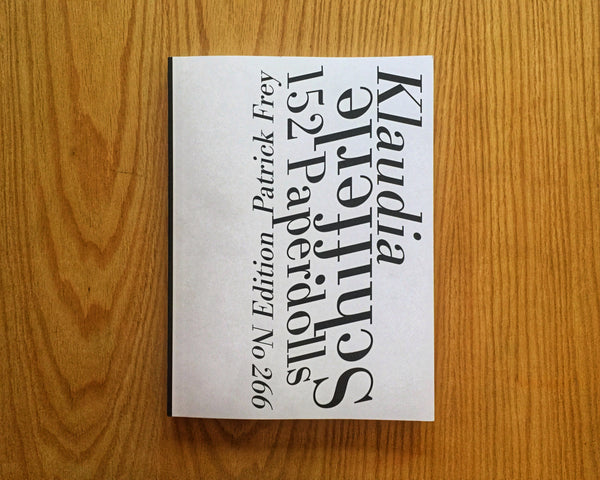 Klaudia
Schifferle
152 Paperdolls
Edition Patrick Frey
No 266